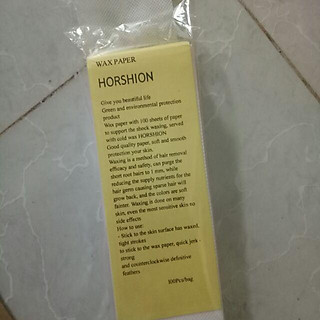 WAX PAPER
HORSHION
Give you beautiful life
Green and environmental protection
product
Wax paper with 100 sheets of paper
to support the shock waxing, served
with cold wax HORSHION
Good quality paper, soft and smooth
protection your skin.
Waxing is a method of hair removal
efficacy and safety, can purge the
short root hairs to 1 mm, while
reducing the supply nutrients for the
hair germ causing sparse hair will
grow back, and the colors are soft
fainter. Waxing is done on many
skin, even the most sensitive skin no
side effects
How to use:
- Stick to the skin surface has waxed,
tight strokes
to stick to the wax paper, quick jerk
strong
and counterclockwise definitive
feathers
100Pcs/bag